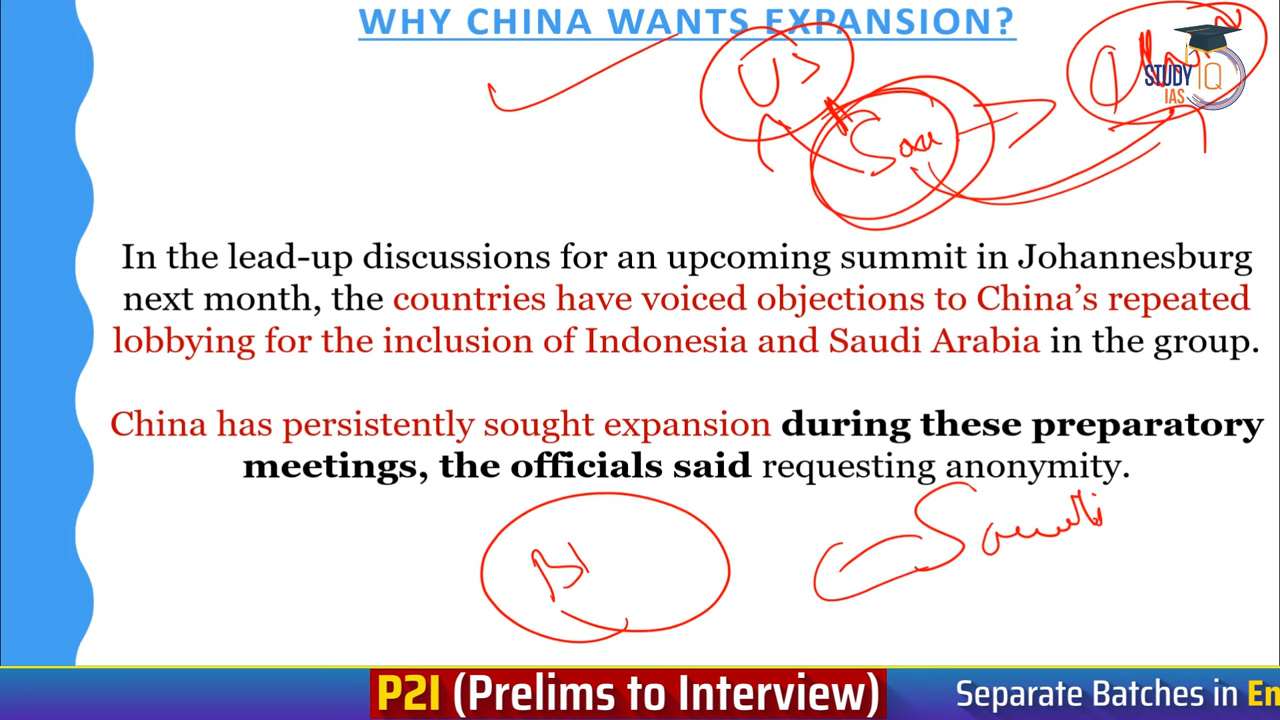 WHY CHINA WANTS EXPANSION?
US
STUDY IQ
IAS
In the lead-up discussions for an upcoming summit in Johannesburg
next month, the countries have voiced objections to China’s repeated
lobbying for the inclusion of Indonesia and Saudi Arabia in the group.
China has persistently sought expansion during these preparatory
meetings, the officials said requesting anonymity.
Saudi
P2I (Prelims to Interview)
Separate Batches in En